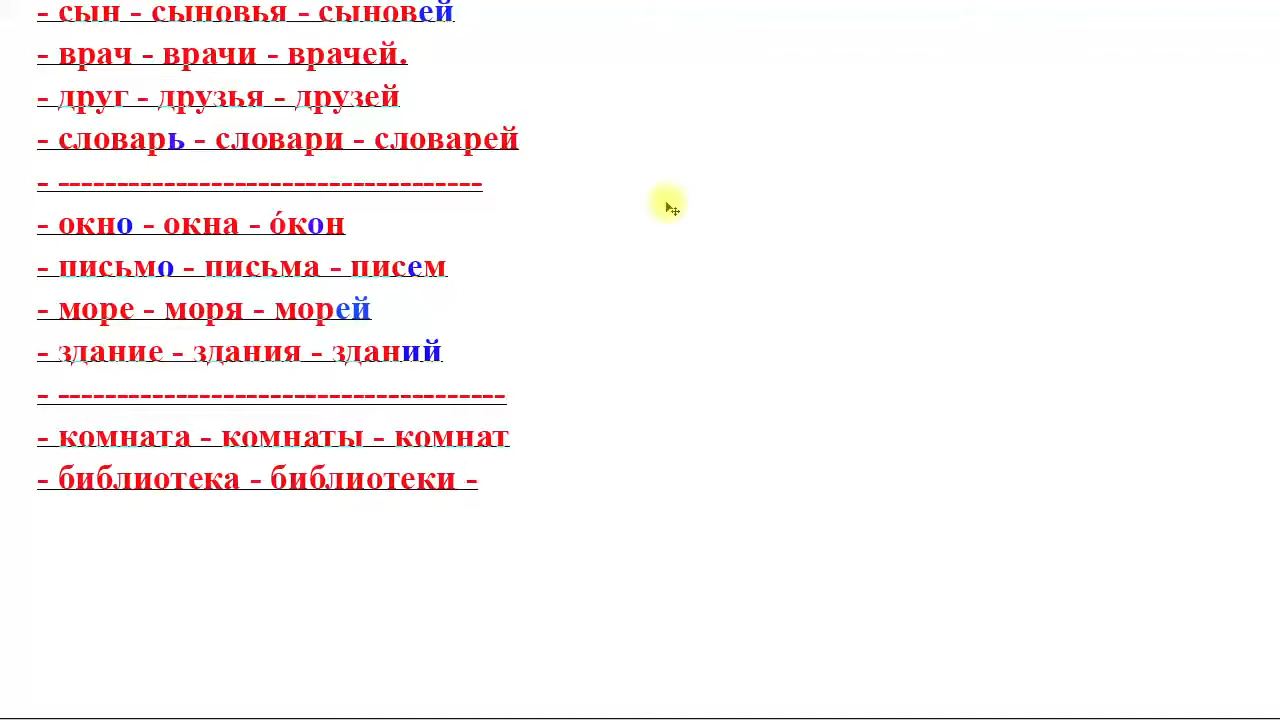 - сын - сыновья - сыновей
- врач - врачи - врачей.
- друг - друзья - друзей
- словарь - словари - словарей
- ------------------------------------
- окно - окна - о́кон
- письмо - письма - писем
- море - моря - морей
- здание - здания - зданий
- --------------------------------------
- комната - комнаты - комнат
- библиотека - библиотеки -